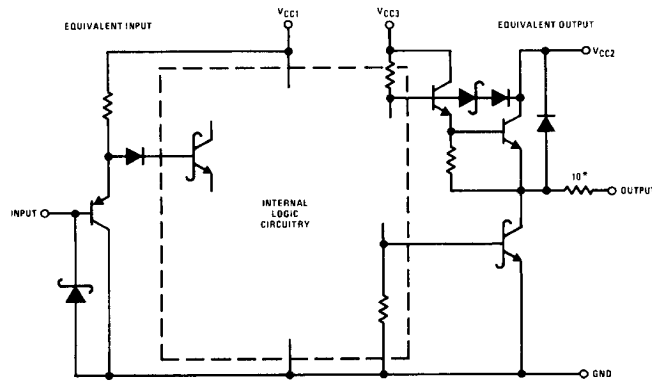 EQUIVALENT INPUT
VCC1
VCC3
EQUIVALENT OUTPUT
VCC2
INPUT
INTERNAL
LOGIC
CIRCUITRY
10*
OUTPUT
GND